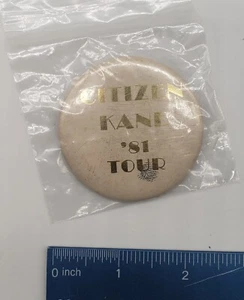 CITIZEN
KANE
'81
TOUR
0 inch 1 2